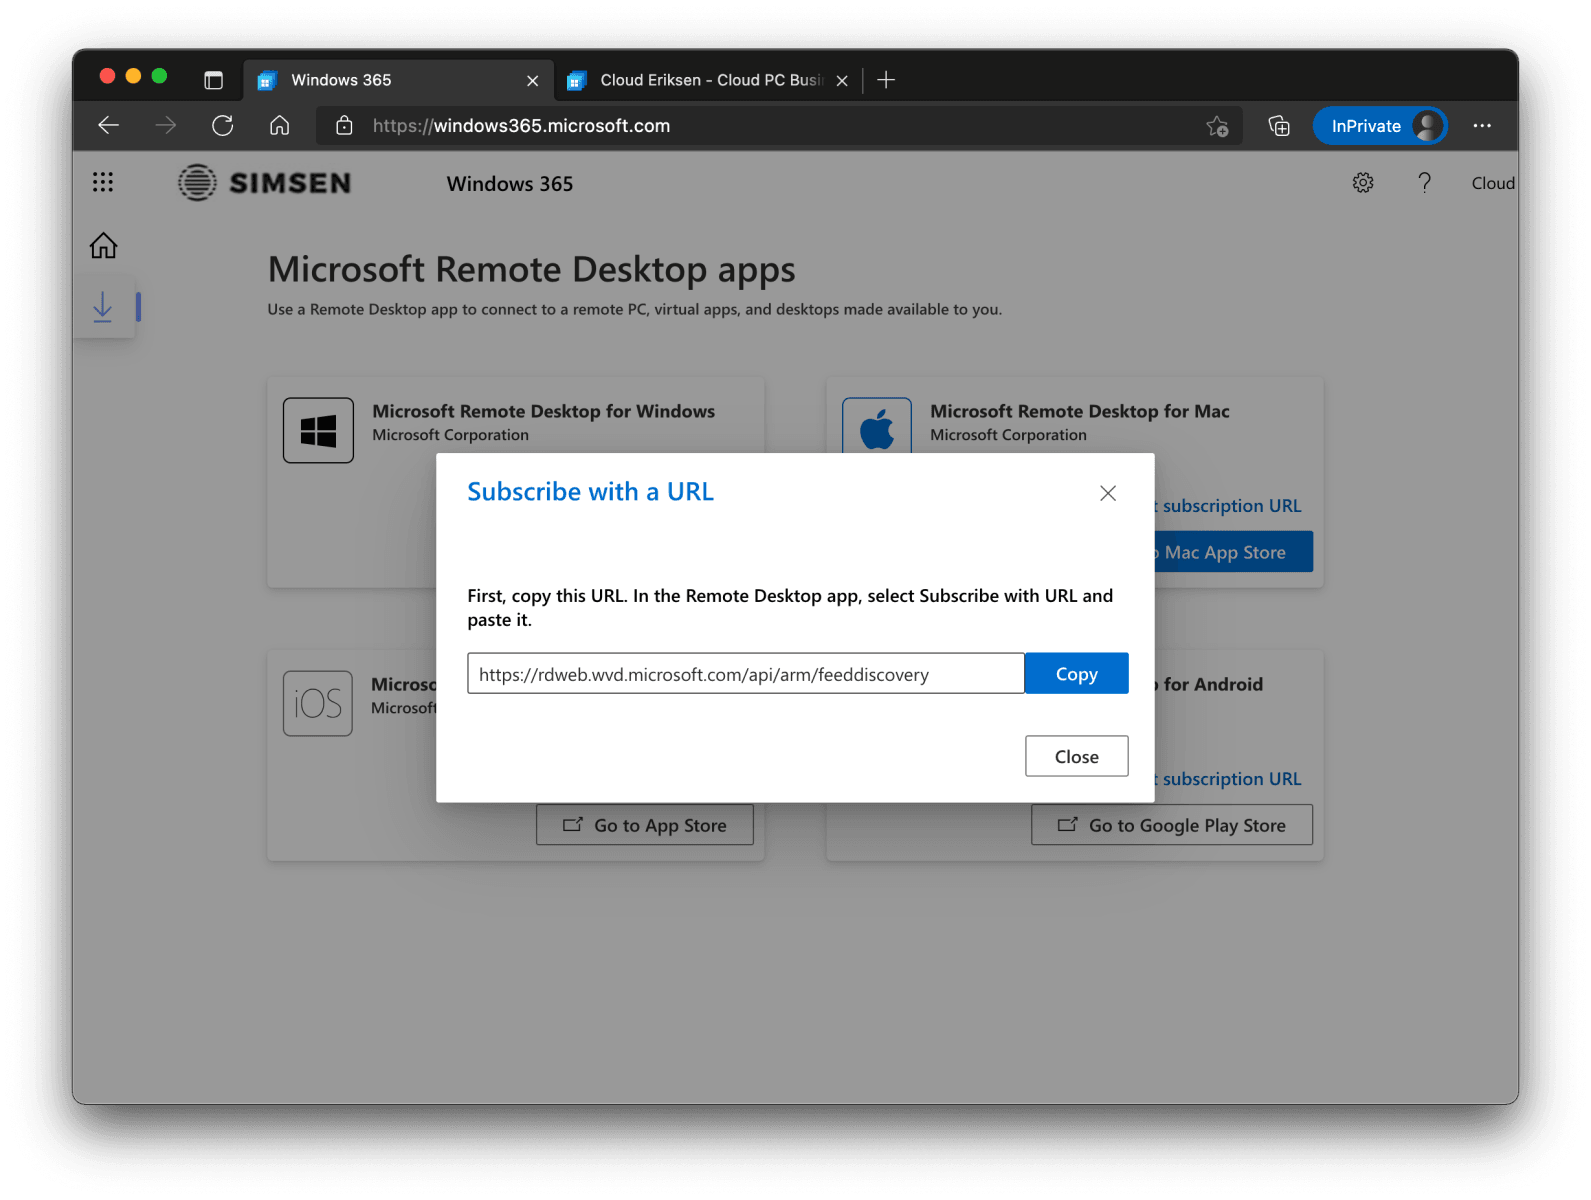 Windows 365
Cloud Eriksen - Cloud PC Busi
https://windows365.microsoft.com
InPrivate
SIMSEN
Windows 365
Cloud
Microsoft Remote Desktop apps
Use a Remote Desktop app to connect to a remote PC, virtual apps, and desktops made available to you.
Microsoft Remote Desktop for Windows
Microsoft Corporation
Microsoft Remote Desktop for Mac
Microsoft Corporation
subscription URL
Mac App Store
Subscribe with a URL
First, copy this URL. In the Remote Desktop app, select Subscribe with URL and
paste it.
https://rdweb.wvd.microsoft.com/api/arm/feeddiscovery
Copy
Close
iOS
Microso
Microsoft
Go to App Store
for Android
subscription URL
Go to Google Play Store